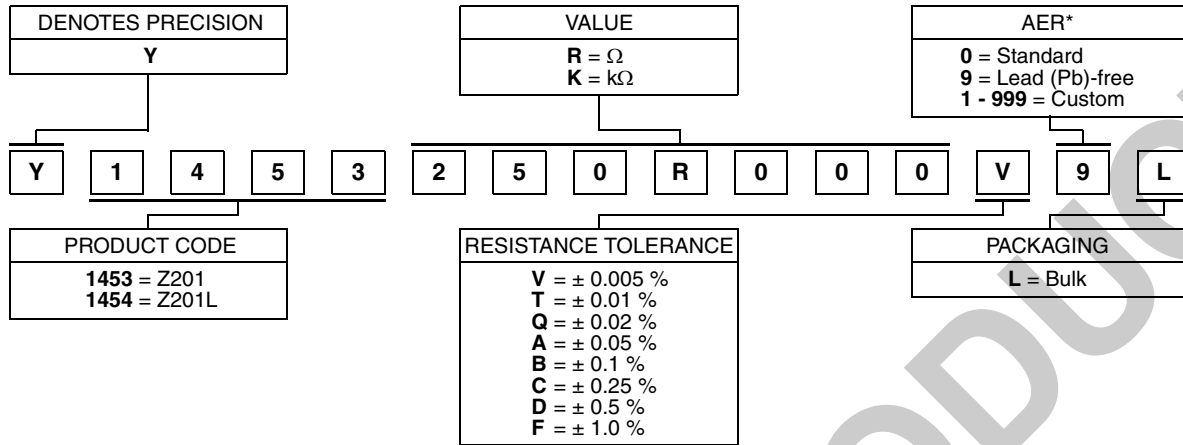 DENOTES PRECISION
Y
VALUE
R = Ω
K = kΩ
AER*
0 = Standard
9 = Lead (Pb)-free
1 - 999 = Custom
Y 1 4 5 3 2 5 0 R 0 0 0 V 9 L
PRODUCT CODE
1453 = Z201
1454 = Z201L
RESISTANCE TOLERANCE
V = ± 0.005 %
T = ± 0.01 %
Q = ± 0.02 %
A = ± 0.05 %
B = ± 0.1 %
C = ± 0.25 %
D = ± 0.5 %
F = ± 1.0 %
PACKAGING
L = Bulk